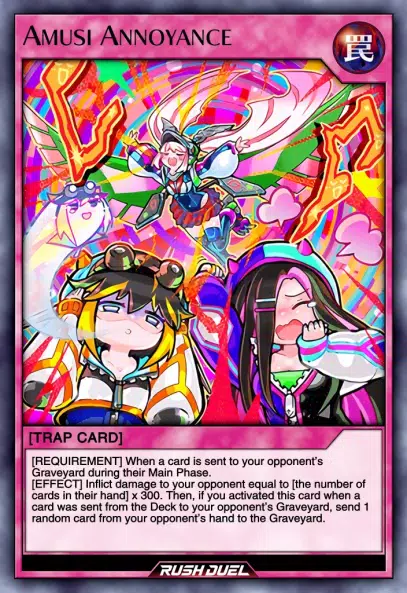 Amusi Annoyance
罠
[TRAP CARD]
[REQUIREMENT] When a card is sent to your opponent's
Graveyard during their Main Phase.
[EFFECT] Inflict damage to your opponent equal to [the number of
cards in their hand] x 300. Then, if you activated this card when a
card was sent from the Deck to your opponent's Graveyard, send 1
random card from your opponent's hand to the Graveyard.
RUSH DUEL